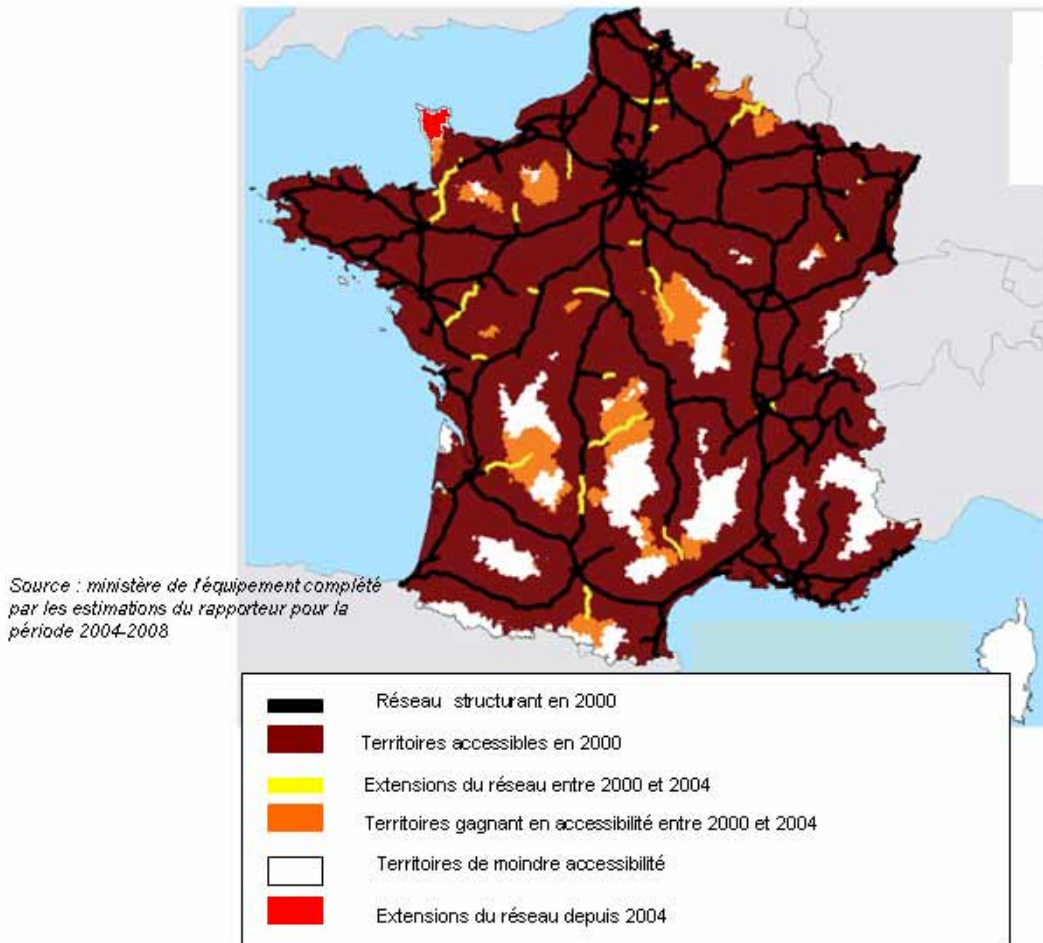 Source : ministère de l'équipement complété
par les estimations du rapporteur pour la
période 2004-2008
Réseau structurant en 2000
Territoires accessibles en 2000
Extensions du réseau entre 2000 et 2004
Territoires gagnant en accessibilité entre 2000 et 2004
Territoires de moindre accessibilité
Extensions du réseau depuis 2004